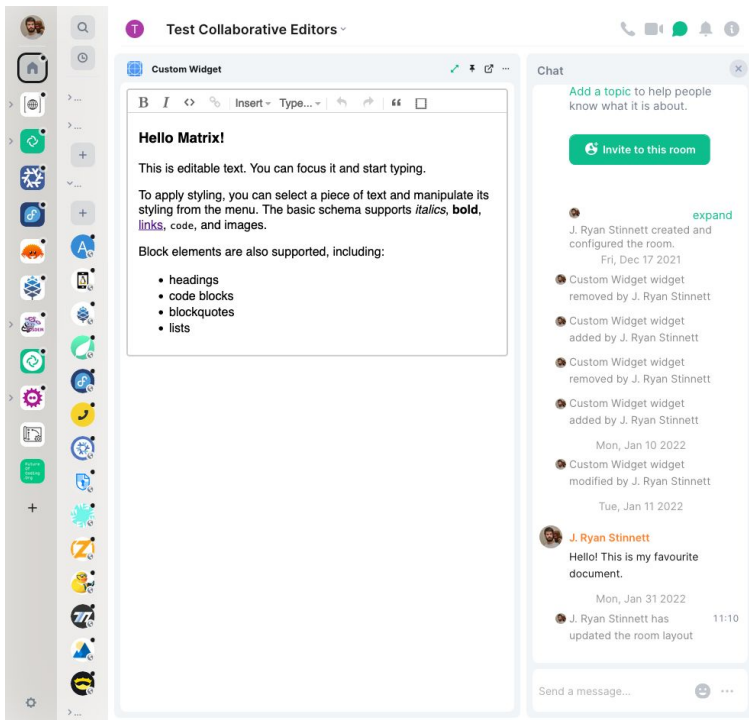 T
Test Collaborative Editors
Custom Widget
B I <> Insert Type...
Hello Matrix!
This is editable text. You can focus it and start typing.
To apply styling, you can select a piece of text and manipulate its
styling from the menu. The basic schema supports italics, bold,
links, code, and images.
Block elements are also supported, including:
• headings
• code blocks
• blockquotes
• lists
Chat
Add a topic to help people
know what it is about.
Invite to this room
expand
J. Ryan Stinnett created and
configured the room.
Fri, Dec 17 2021
Custom Widget widget
removed by J. Ryan Stinnett
Custom Widget widget
added by J. Ryan Stinnett
Custom Widget widget
removed by J. Ryan Stinnett
Custom Widget widget
added by J. Ryan Stinnett
Mon, Jan 10 2022
Custom Widget widget
modified by J. Ryan Stinnett
Tue, Jan 11 2022
J. Ryan Stinnett
Hello! This is my favourite
document.
Mon, Jan 31 2022
J. Ryan Stinnett has 11:10
updated the room layout
Send a message...